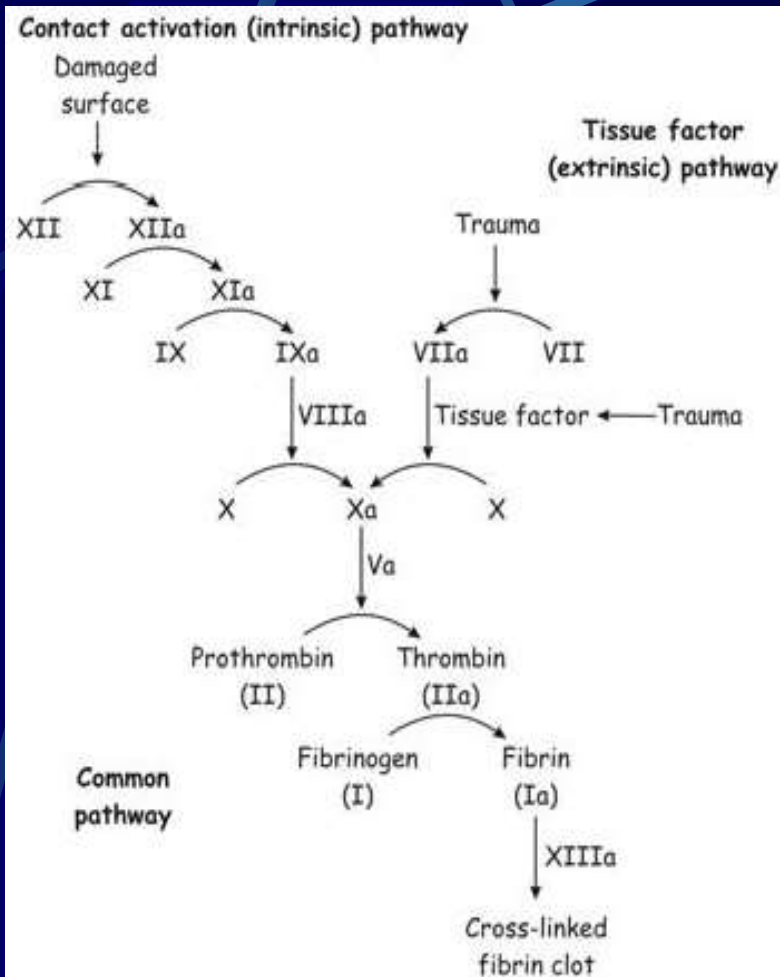 Contact activation (intrinsic) pathway
Damaged
surface
Tissue factor
(extrinsic) pathway
XII XIIa
Trauma
XI XIa
IX IXa VIIa VII
VIIIa Tissue factor Trauma
X Xa X
Va
Prothrombin Thrombin
(II) (IIa)
Fibrinogen Fibrin
(I) (Ia)
Common
pathway
XIIIa
Cross-linked
fibrin clot